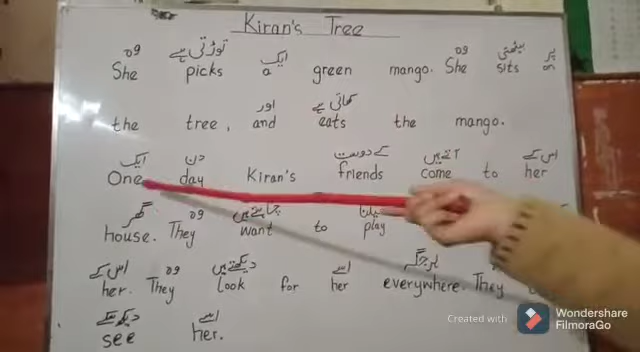 Kiran's Tree
وہ توڑتی ہے ایک وہ بیٹھتی پر
She picks a green mango. She sits on
اور کھاتی ہے
the tree, and eats the mango.
ایک دن کے دوست آتے ہیں اس کے
One day Kiran's friends come to her
گھر وہ چاہتے ہیں
house. They want to play
اس کے وہ دیکھتے ہیں اسے ہر جگہ
her. They look for her everywhere. They
دیکھ سکے اسے
see her.
Created with
Wondershare
FilmoraGo